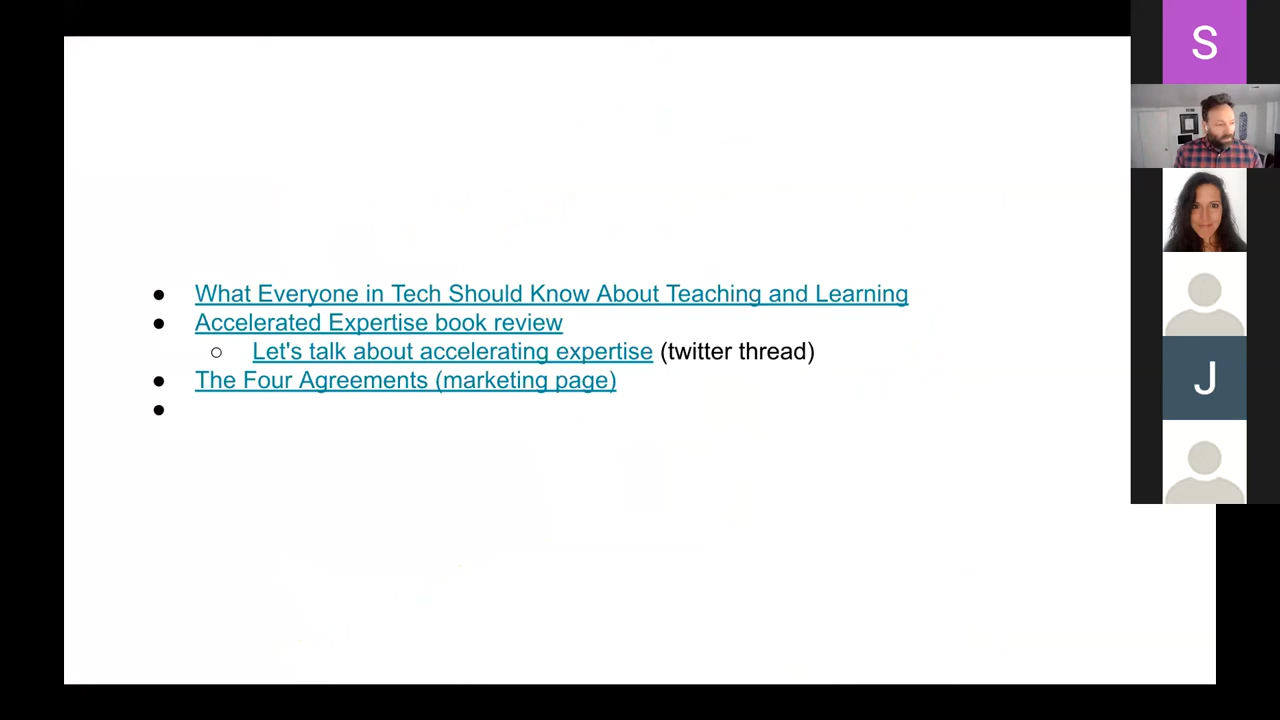 S
● What Everyone in Tech Should Know About Teaching and Learning
● Accelerated Expertise book review
○ Let's talk about accelerating expertise (twitter thread)
● The Four Agreements (marketing page)
●
J